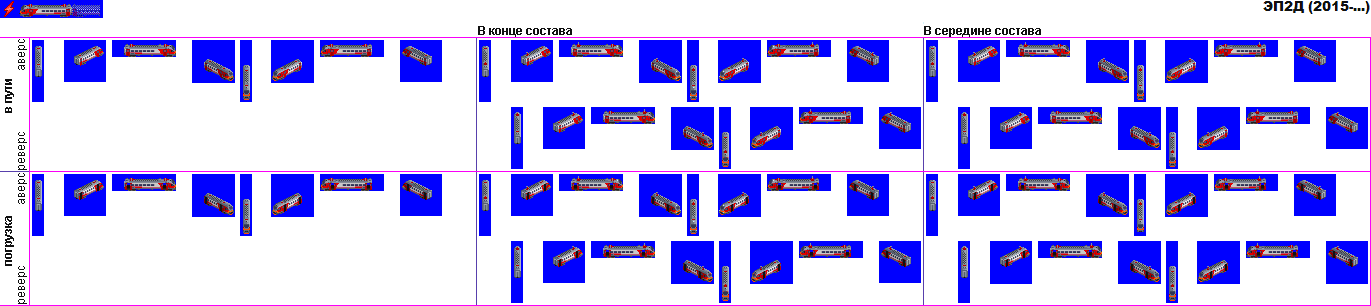 ЭП2Д (2015-...)
В конце состава
В середине состава
в пути
аверс
реверс
погрузка
аверс
реверс